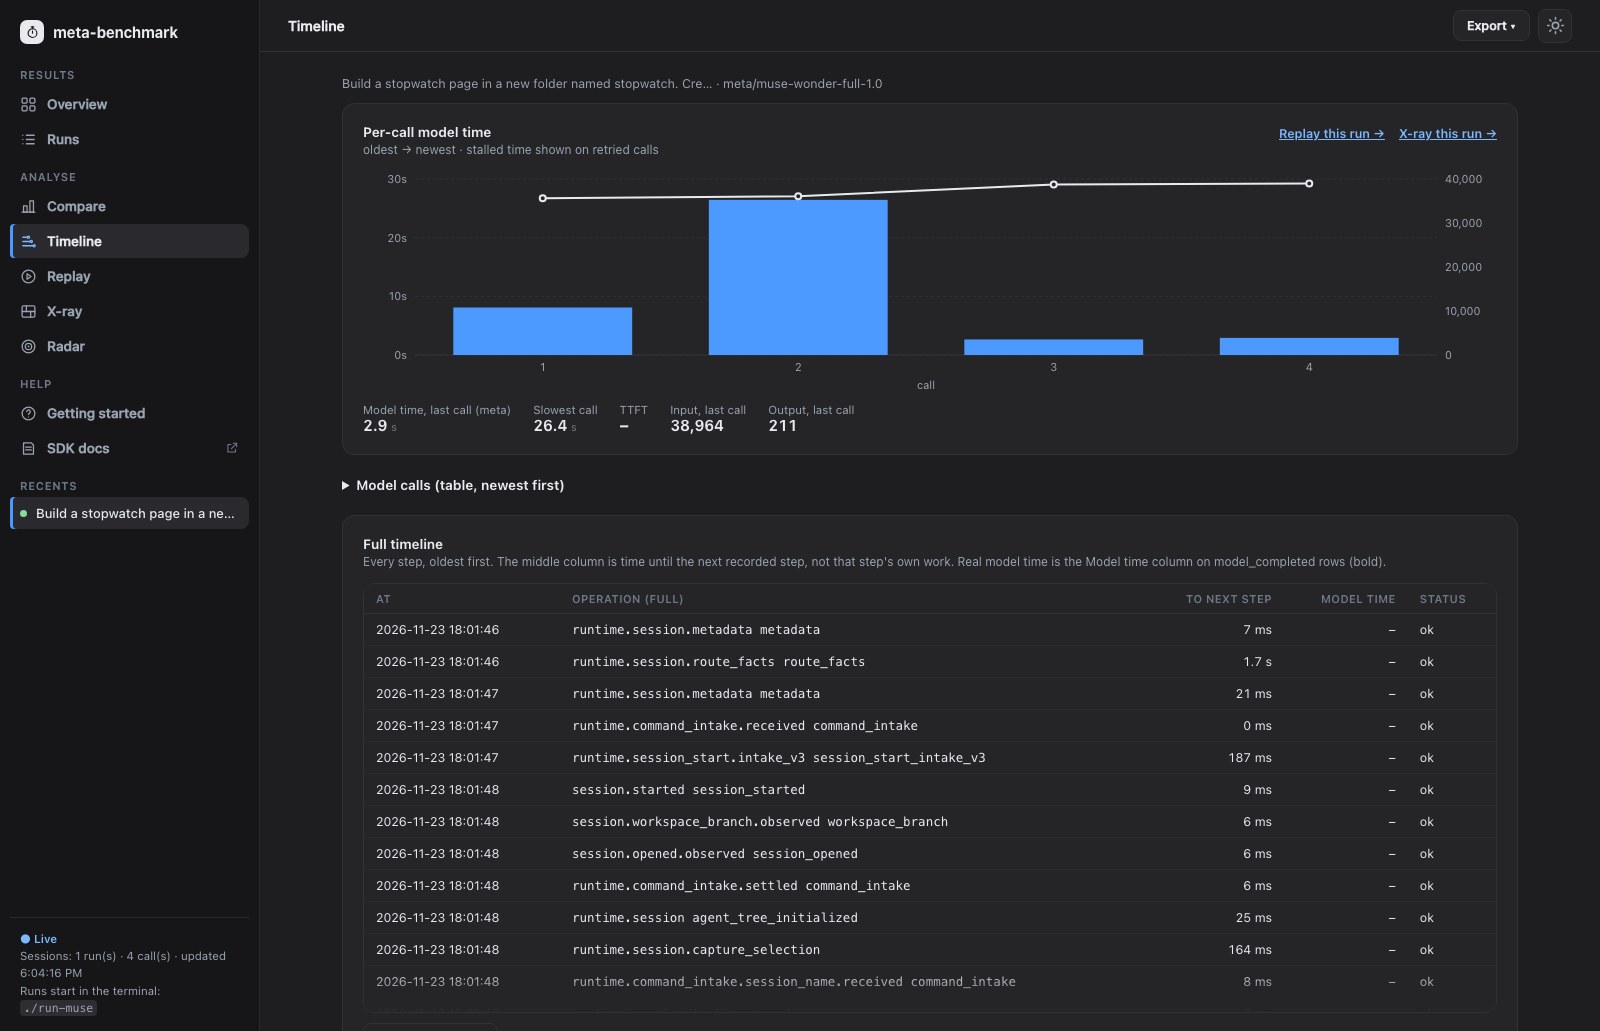 meta-benchmark
RESULTS
Overview
Runs
ANALYSE
Compare
Timeline
Replay
X-ray
Radar
HELP
Getting started
SDK docs
RECENTS
Build a stopwatch page in a ne...
Live
Sessions: 1 run(s) · 4 call(s) · updated
6:04:16 PM
Runs start in the terminal:
./run-muse
Timeline
Export ▾
Build a stopwatch page in a new folder named stopwatch. Cre... · meta/muse-wonder-full-1.0
Per-call model time
Replay this run → X-ray this run →
oldest → newest · stalled time shown on retried calls
30s
20s
10s
0s
40,000
30,000
20,000
10,000
0
1 2 3 4
call
Model time, last call (meta) Slowest call TTFT Input, last call Output, last call
2.9 s 26.4 s – 38,964 211
▶ Model calls (table, newest first)
Full timeline
Every step, oldest first. The middle column is time until the next recorded step, not that step's own work. Real model time is the Model time column on model_completed rows (bold).
AT OPERATION (FULL) TO NEXT STEP MODEL TIME STATUS
2026-11-23 18:01:46 runtime.session.metadata metadata 7 ms – ok
2026-11-23 18:01:46 runtime.session.route_facts route_facts 1.7 s – ok
2026-11-23 18:01:47 runtime.session.metadata metadata 21 ms – ok
2026-11-23 18:01:47 runtime.command_intake.received command_intake 0 ms – ok
2026-11-23 18:01:47 runtime.session_start.intake_v3 session_start_intake_v3 187 ms – ok
2026-11-23 18:01:48 session.started session_started 9 ms – ok
2026-11-23 18:01:48 session.workspace_branch.observed workspace_branch 6 ms – ok
2026-11-23 18:01:48 session.opened.observed session_opened 6 ms – ok
2026-11-23 18:01:48 runtime.command_intake.settled command_intake 6 ms – ok
2026-11-23 18:01:48 runtime.session agent_tree_initialized 25 ms – ok
2026-11-23 18:01:48 runtime.session.capture_selection 164 ms – ok
2026-11-23 18:01:48 runtime.command_intake.session_name.received command_intake 8 ms – ok